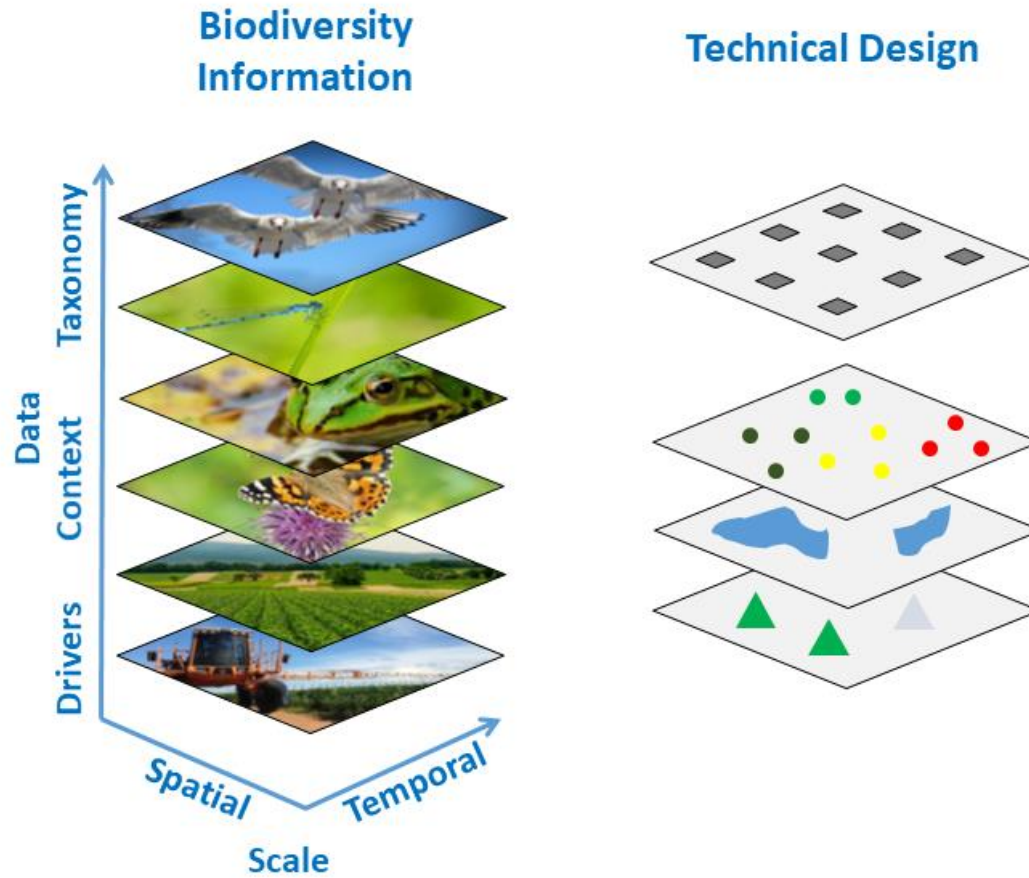 Biodiversity
Information
Technical Design
Taxonomy
Data
Context
Drivers
Spatial
Temporal
Scale